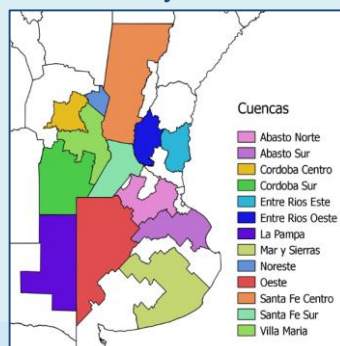 Cuencas
Abasto Norte
Abasto Sur
Cordoba Centro
Cordoba Sur
Entre Rios Este
Entre Rios Oeste
La Pampa
Mar y Sierras
Noreste
Oeste
Santa Fe Centro
Santa Fe Sur
Villa Maria